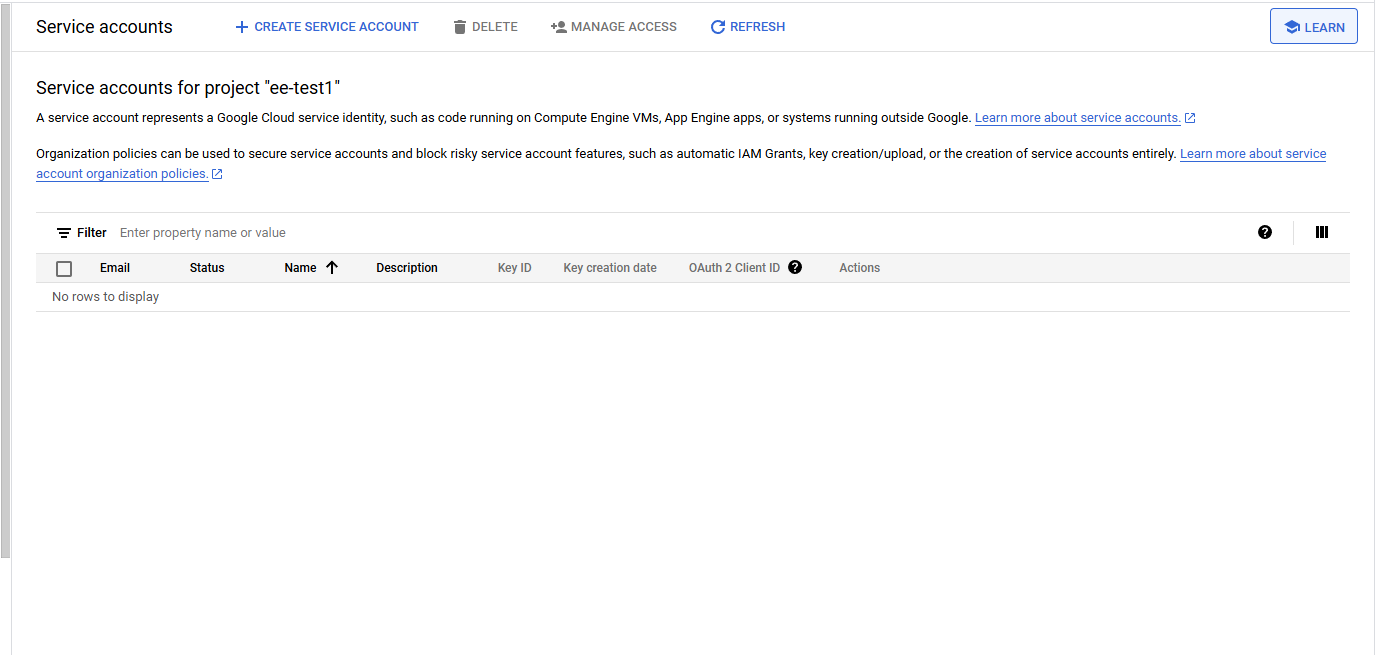 Service accounts CREATE SERVICE ACCOUNT DELETE MANAGE ACCESS REFRESH LEARN
Service accounts for project "ee-test1"
A service account represents a Google Cloud service identity, such as code running on Compute Engine VMs, App Engine apps, or systems running outside Google. Learn more about service accounts.
Organization policies can be used to secure service accounts and block risky service account features, such as automatic IAM Grants, key creation/upload, or the creation of service accounts entirely. Learn more about service
account organization policies.
Filter Enter property name or value
Email Status Name Description Key ID Key creation date OAuth 2 Client ID Actions
No rows to display